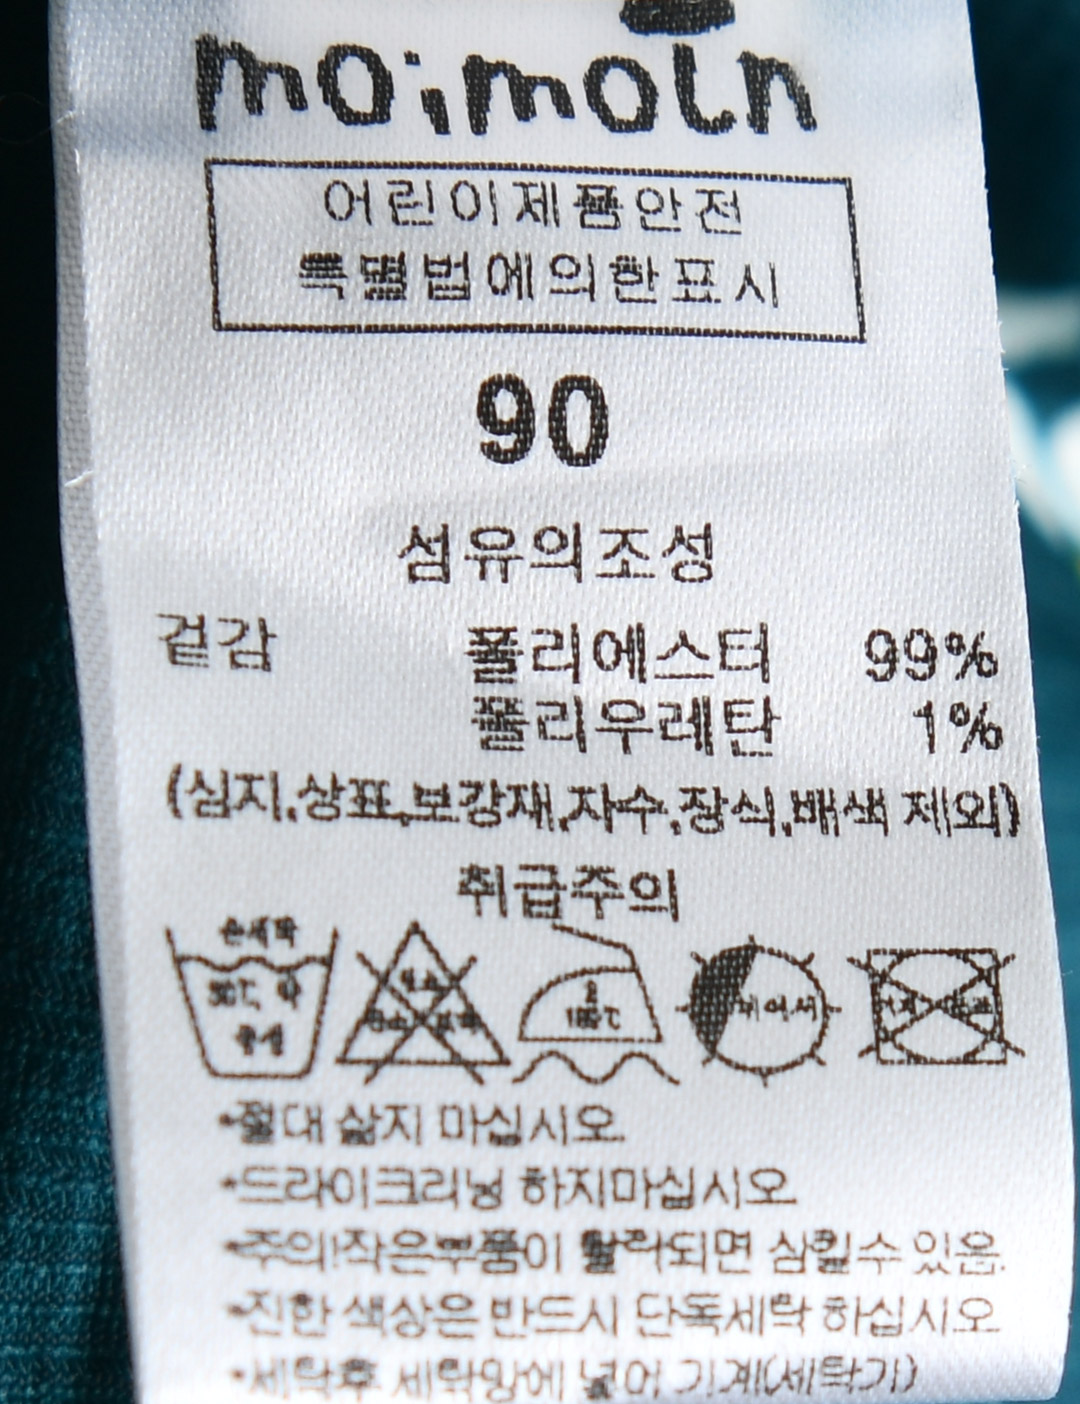 moimoln
어린이제품안전
특별법에의한표시
90
섬유의조성
겉감 폴리에스터 99%
폴리우레탄 1%
(심지,상표,보강재,자수,장식,배색 제외)
취급주의
손세탁
30℃, 약
중성
2
180℃
뉘어서
*절대 삶지 마십시오
*드라이크리닝 하지마십시오
*주의!작은부품이 탈락되면 삼킬수 있음.
*진한 색상은 반드시 단독세탁 하십시오
*세탁후 세탁망에 넣어 기계(세탁기)